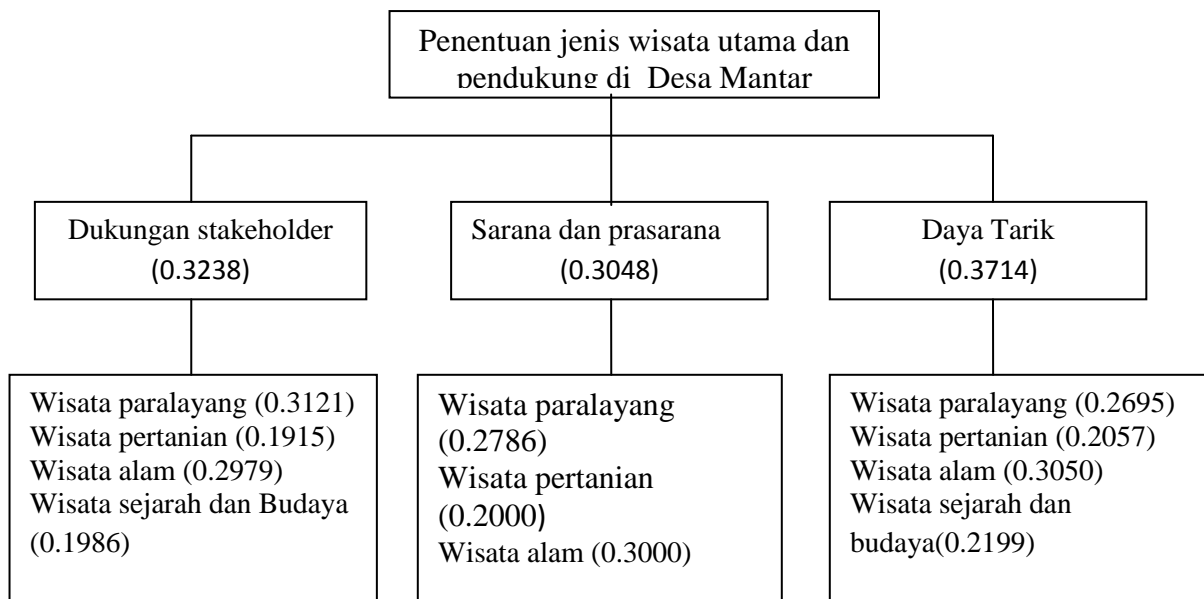 Penentuan jenis wisata utama dan
pendukung di Desa Mantar
Dukungan stakeholder
(0.3238)
Sarana dan prasarana
(0.3048)
Daya Tarik
(0.3714)
Wisata paralayang (0.3121)
Wisata pertanian (0.1915)
Wisata alam (0.2979)
Wisata sejarah dan Budaya
(0.1986)
Wisata paralayang
(0.2786)
Wisata pertanian
(0.2000)
Wisata alam (0.3000)
Wisata paralayang (0.2695)
Wisata pertanian (0.2057)
Wisata alam (0.3050)
Wisata sejarah dan
budaya(0.2199)